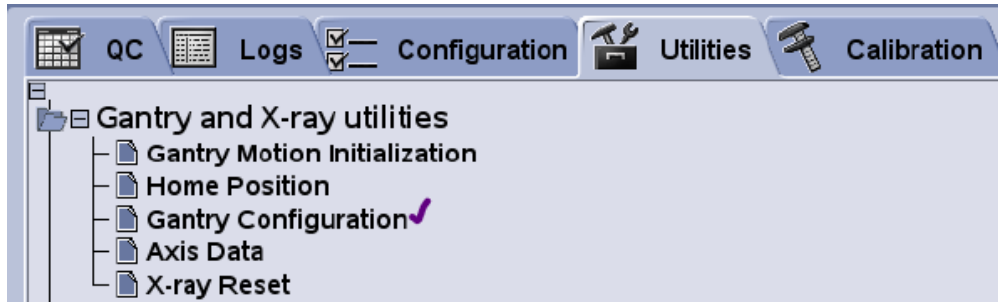 QC Logs Configuration Utilities Calibration
Gantry and X-ray utilities
Gantry Motion Initialization
Home Position
Gantry Configuration
Axis Data
X-ray Reset